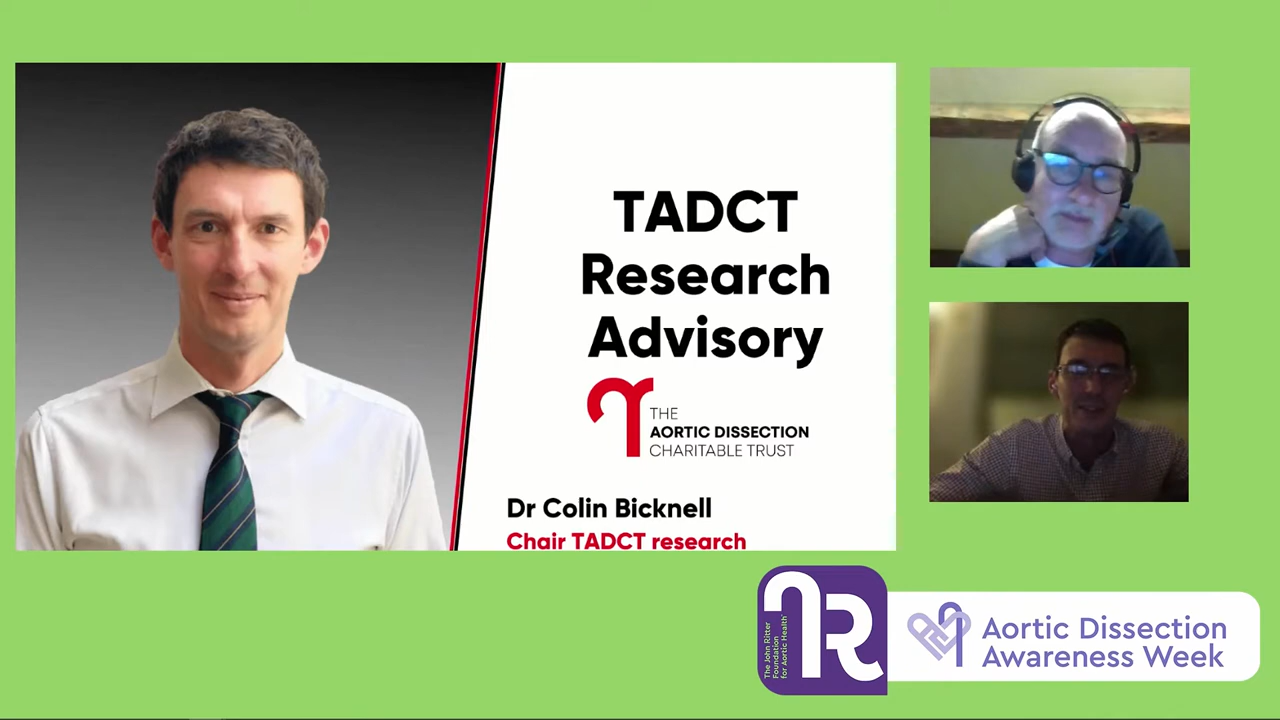 TADCT
Research
Advisory
THE
AORTIC DISSECTION
CHARITABLE TRUST
Dr Colin Bicknell
Chair TADCT research
The John Ritter
Foundation
for Aortic Health
Aortic Dissection
Awareness Week